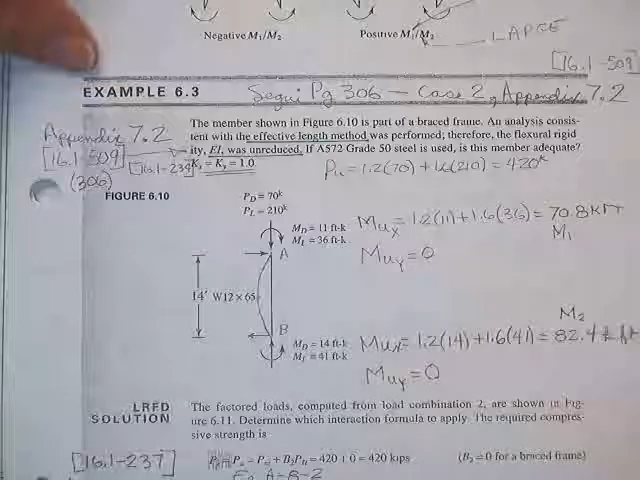 Negative M₁/M₂
Positive M₁/M₂
LARGE
[16.1-509]
EXAMPLE 6.3
Segui Pg 306 - Case 2, Appendix 7.2
The member shown in Figure 6.10 is part of a braced frame. An analysis consis-
tent with the effective length method was performed; therefore, the flexural rigid
ity, EI, was unreduced. If A572 Grade 50 steel is used, is this member adequate?
Kx = Ky = 1.0.
Appendix 7.2
[16.1-509]
[16.1-239]
(306)
Pu = 1.2(70) + 1.6(210) = 420k
FIGURE 6.10
PD = 70k
PL = 210k
MD = 11 ft-k
ML = 36 ft-k
A
Mux = 1.2(11) + 1.6(36) = 70.8 kft
M1
Muy = 0
14' W12 × 65
M2
B
MD = 14 ft-k
ML = 41 ft-k
Mux = 1.2(14) + 1.6(41) = 82.4 ft
Muy = 0
LRFD
SOLUTION
The factored loads, computed from load combination 2, are shown in Fig-
ure 6.11. Determine which interaction formula to apply. The required compres-
sive strength is
[16.1-237]
Pu = Pnt + B2Pℓt = 420 + 0 = 420 kips
(B2 = 0 for a braced frame)
Eq A-8-2